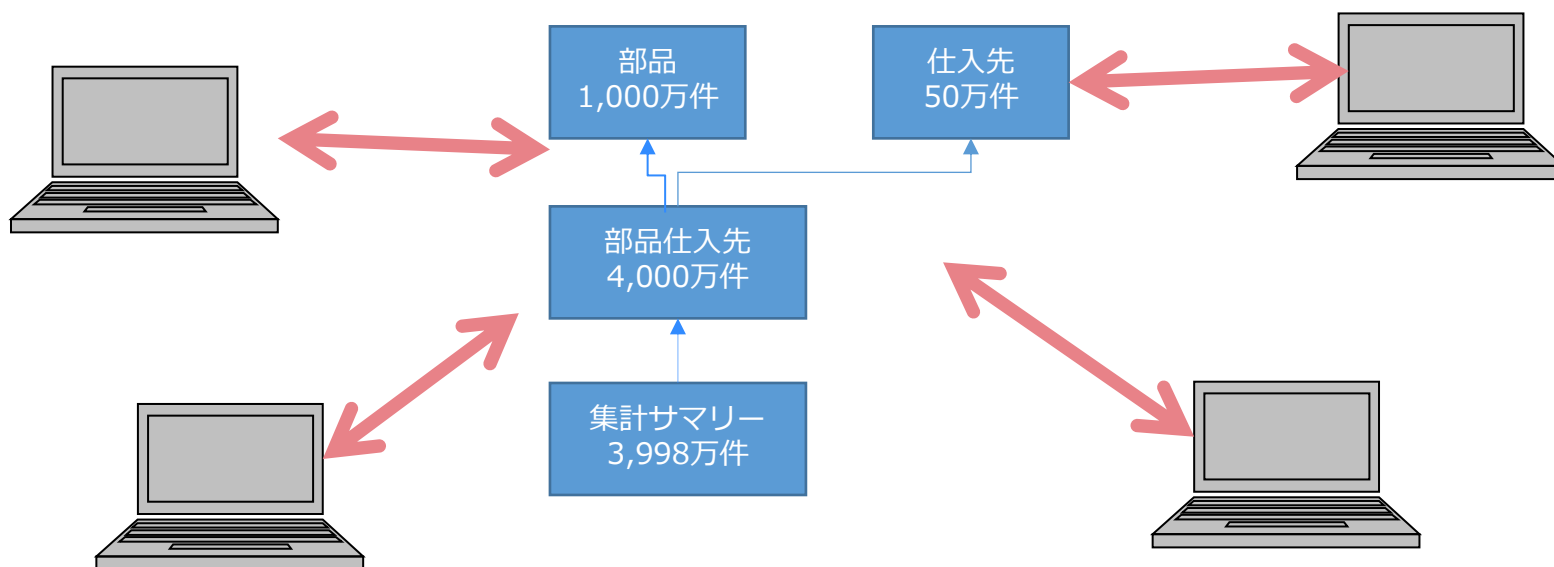 部品
1,000万件
仕入先
50万件
部品仕入先
4,000万件
集計サマリー
3,998万件